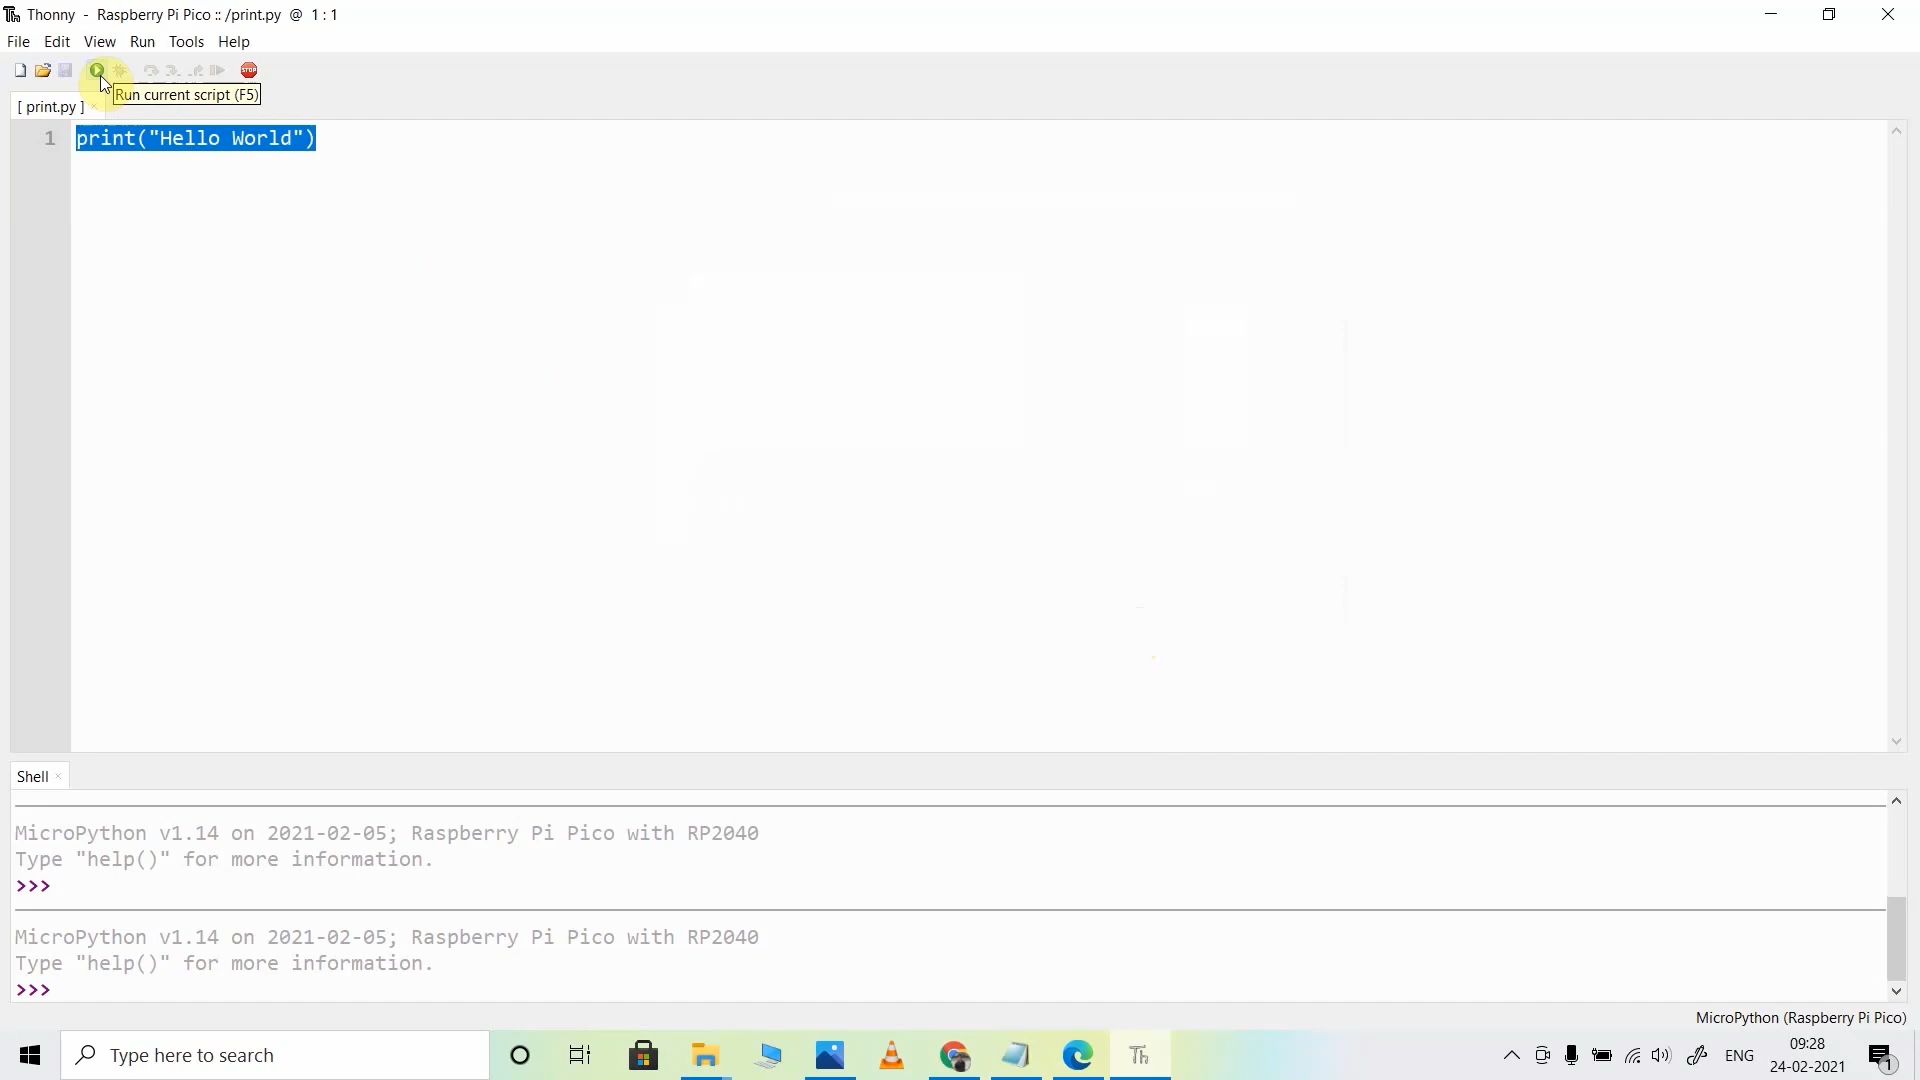 Thonny - Raspberry Pi Pico :: /print.py @ 1 : 1
File Edit View Run Tools Help
STOP
Run current script (F5)
[ print.py ] ×
1 print("Hello World")
Shell ×
MicroPython v1.14 on 2021-02-05; Raspberry Pi Pico with RP2040
Type "help()" for more information.
>>>
MicroPython v1.14 on 2021-02-05; Raspberry Pi Pico with RP2040
Type "help()" for more information.
>>>
MicroPython (Raspberry Pi Pico)
Type here to search
Th
ENG
09:28
24-02-2021
1